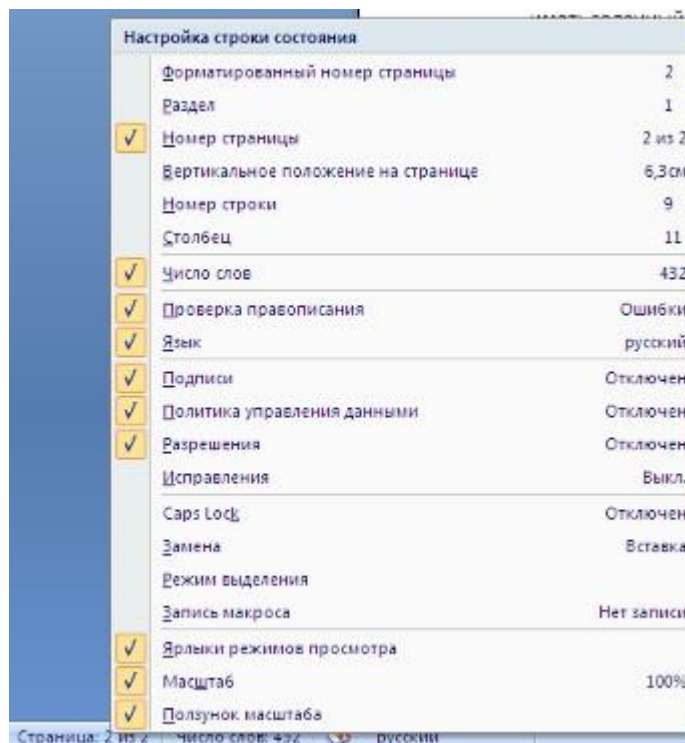 Настройка строки состояния
Форматированный номер страницы 2
Раздел 1
Номер страницы 2 из 2
Вертикальное положение на странице 6,3см
Номер строки 9
Столбец 11
Число слов 432
Проверка правописания Ошибки
Язык русский
Подписи Отключен
Политика управления данными Отключен
Разрешения Отключен
Исправления Выкл.
Caps Lock Отключен
Замена Вставка
Режим выделения
Запись макроса Нет записи
Ярлыки режимов просмотра
Масштаб 100%
Ползунок масштаба
Страница: 2 из 2 Число слов: 432 русский